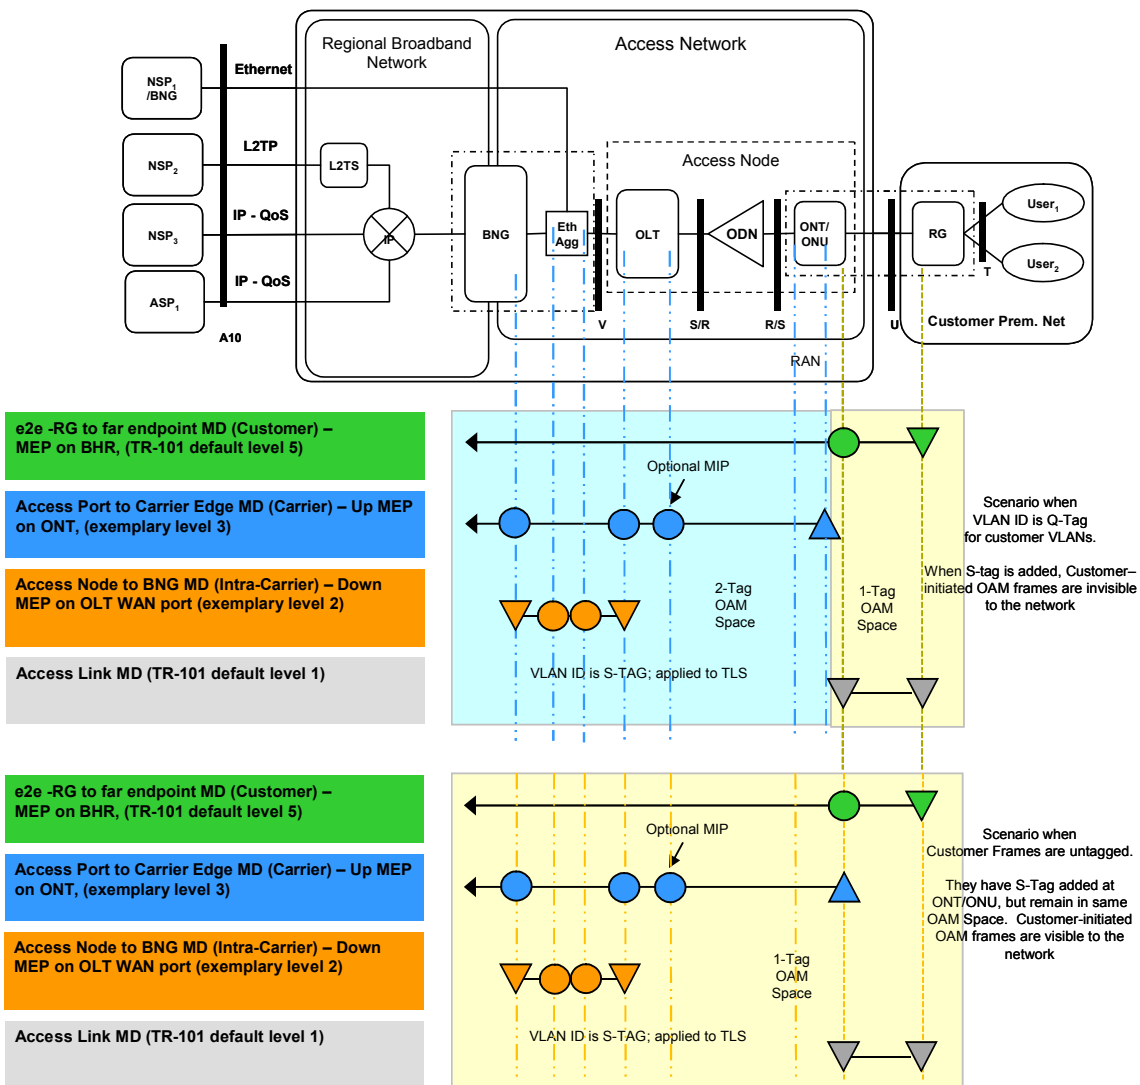 Regional Broadband
Network
Access Network
NSP1
/BNG
Ethernet
NSP2
L2TP
L2TS
NSP3
IP - QoS
IP
ASP1
IP - QoS
A10
BNG
Eth
Agg
V
Access Node
OLT
S/R
ODN
R/S
ONT/
ONU
RAN
U
RG
T
User1
User2
Customer Prem. Net
e2e -RG to far endpoint MD (Customer) –
MEP on BHR, (TR-101 default level 5)
Access Port to Carrier Edge MD (Carrier) – Up MEP
on ONT, (exemplary level 3)
Access Node to BNG MD (Intra-Carrier) – Down
MEP on OLT WAN port (exemplary level 2)
Access Link MD (TR-101 default level 1)
Optional MIP
2-Tag
OAM
Space
1-Tag
OAM
Space
VLAN ID is S-TAG; applied to TLS
Scenario when
VLAN ID is Q-Tag
for customer VLANs.
When S-tag is added, Customer–
initiated OAM frames are invisible
to the network
e2e -RG to far endpoint MD (Customer) –
MEP on BHR, (TR-101 default level 5)
Access Port to Carrier Edge MD (Carrier) – Up MEP
on ONT, (exemplary level 3)
Access Node to BNG MD (Intra-Carrier) – Down
MEP on OLT WAN port (exemplary level 2)
Access Link MD (TR-101 default level 1)
Optional MIP
1-Tag
OAM
Space
VLAN ID is S-TAG; applied to TLS
Scenario when
Customer Frames are untagged.
They have S-Tag added at
ONT/ONU, but remain in same
OAM Space. Customer-initiated
OAM frames are visible to the
network